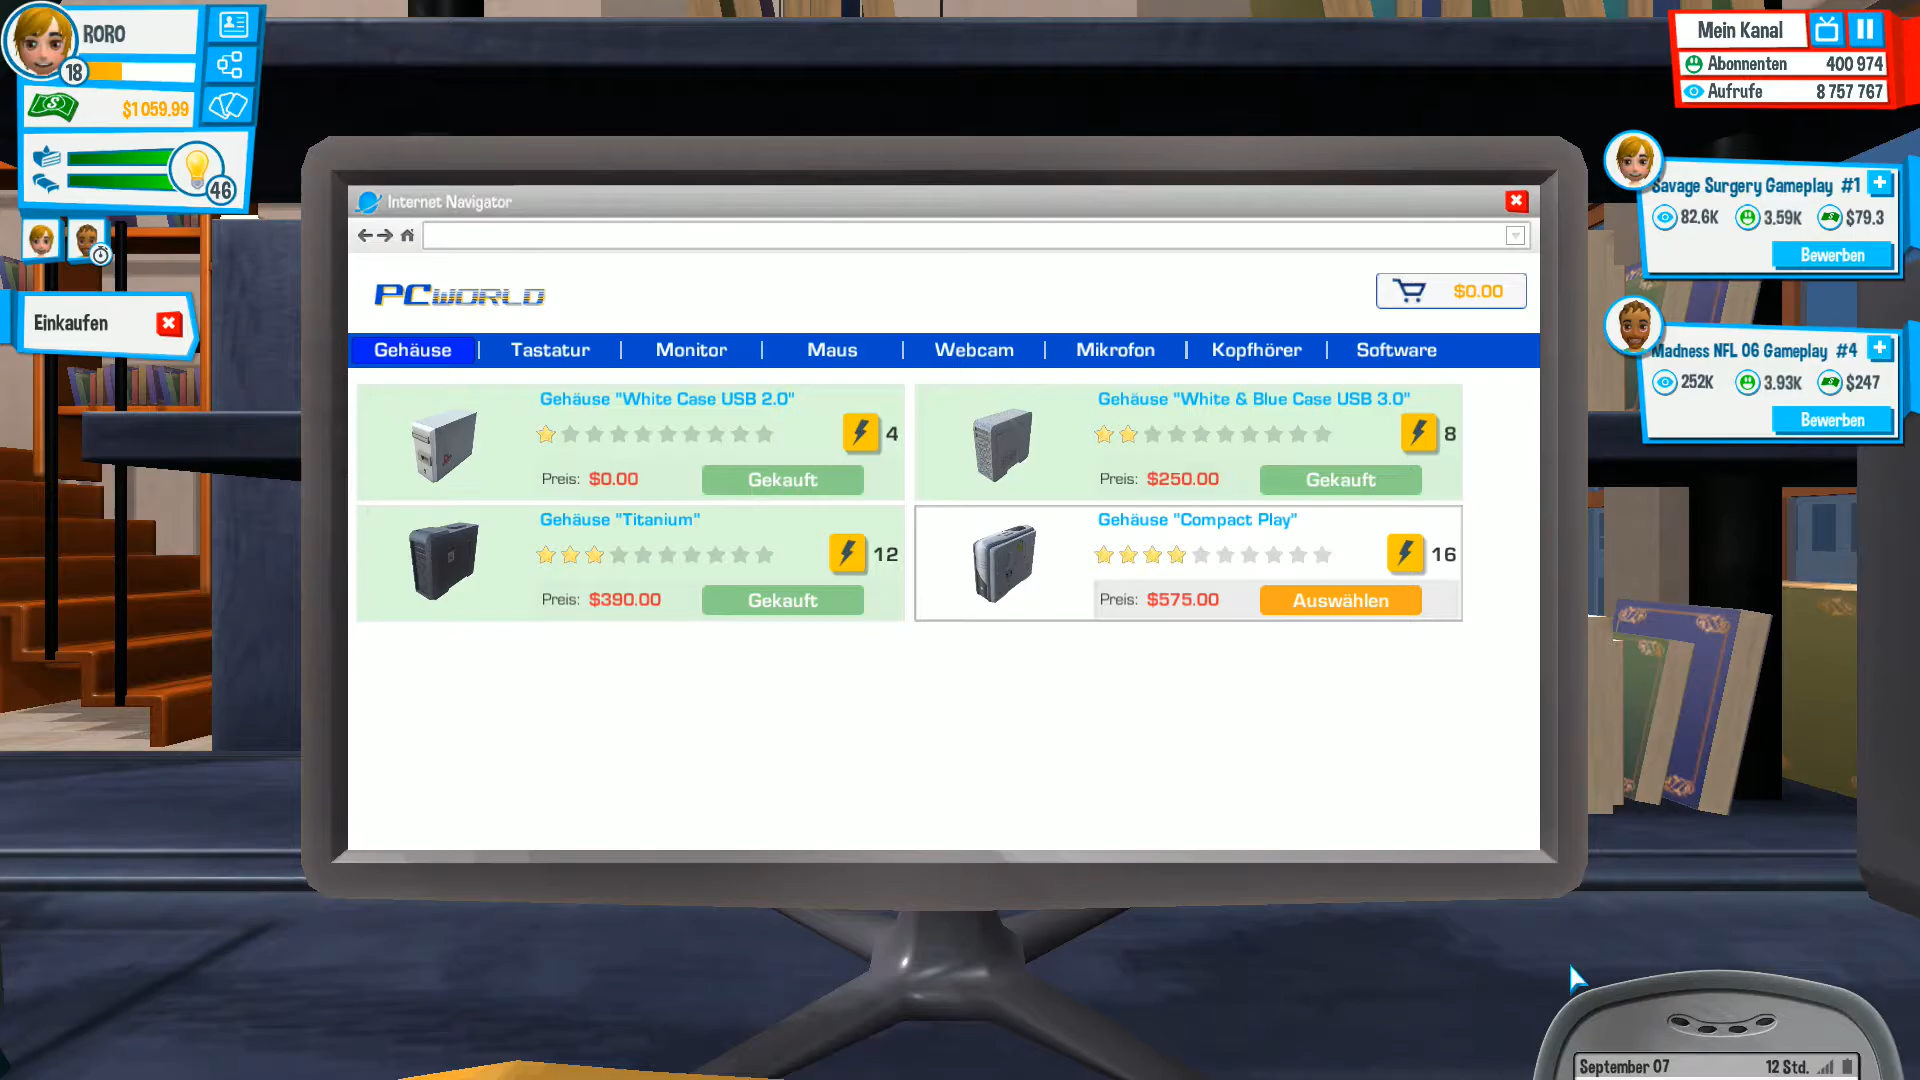 RORO
18
$1 059.99
46
Einkaufen
Mein Kanal
Abonnenten 400 974
Aufrufe 8 757 767
Savage Surgery Gameplay #1
82.6K 3.59K $79.3
Bewerben
Madness NFL 06 Gameplay #4
252K 3.93K $247
Bewerben
Internet Navigator
PCWORLD
$0.00
Gehäuse Tastatur Monitor Maus Webcam Mikrofon Kopfhörer Software
Gehäuse "White Case USB 2.0"
4
Preis: $0.00 Gekauft
Gehäuse "White & Blue Case USB 3.0"
8
Preis: $250.00 Gekauft
Gehäuse "Titanium"
12
Preis: $390.00 Gekauft
Gehäuse "Compact Play"
16
Preis: $575.00 Auswählen
September 07 12 Std.